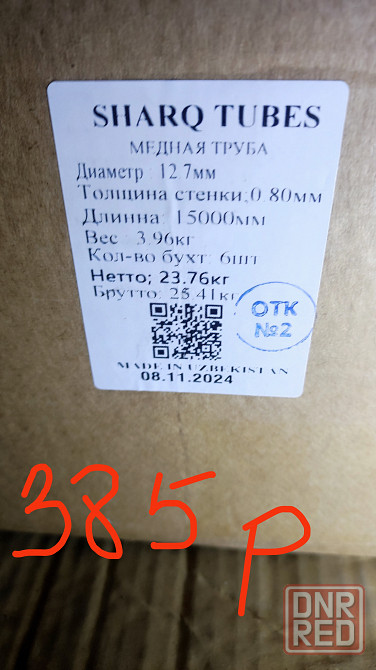 SHARQ TUBES
МЕДНАЯ ТРУБА
Диаметр : 12.7мм
Толщина стенки;0.80мм
Длинна: 15000мм
Вес : 3.96кг
Кол-во бухт: 6шт
Нетто; 23.76кг
Брутто: 25.41кг
ОТК
№2
MADE IN UZBEKISTAN
08.11.2024
385 р
DNR
RED